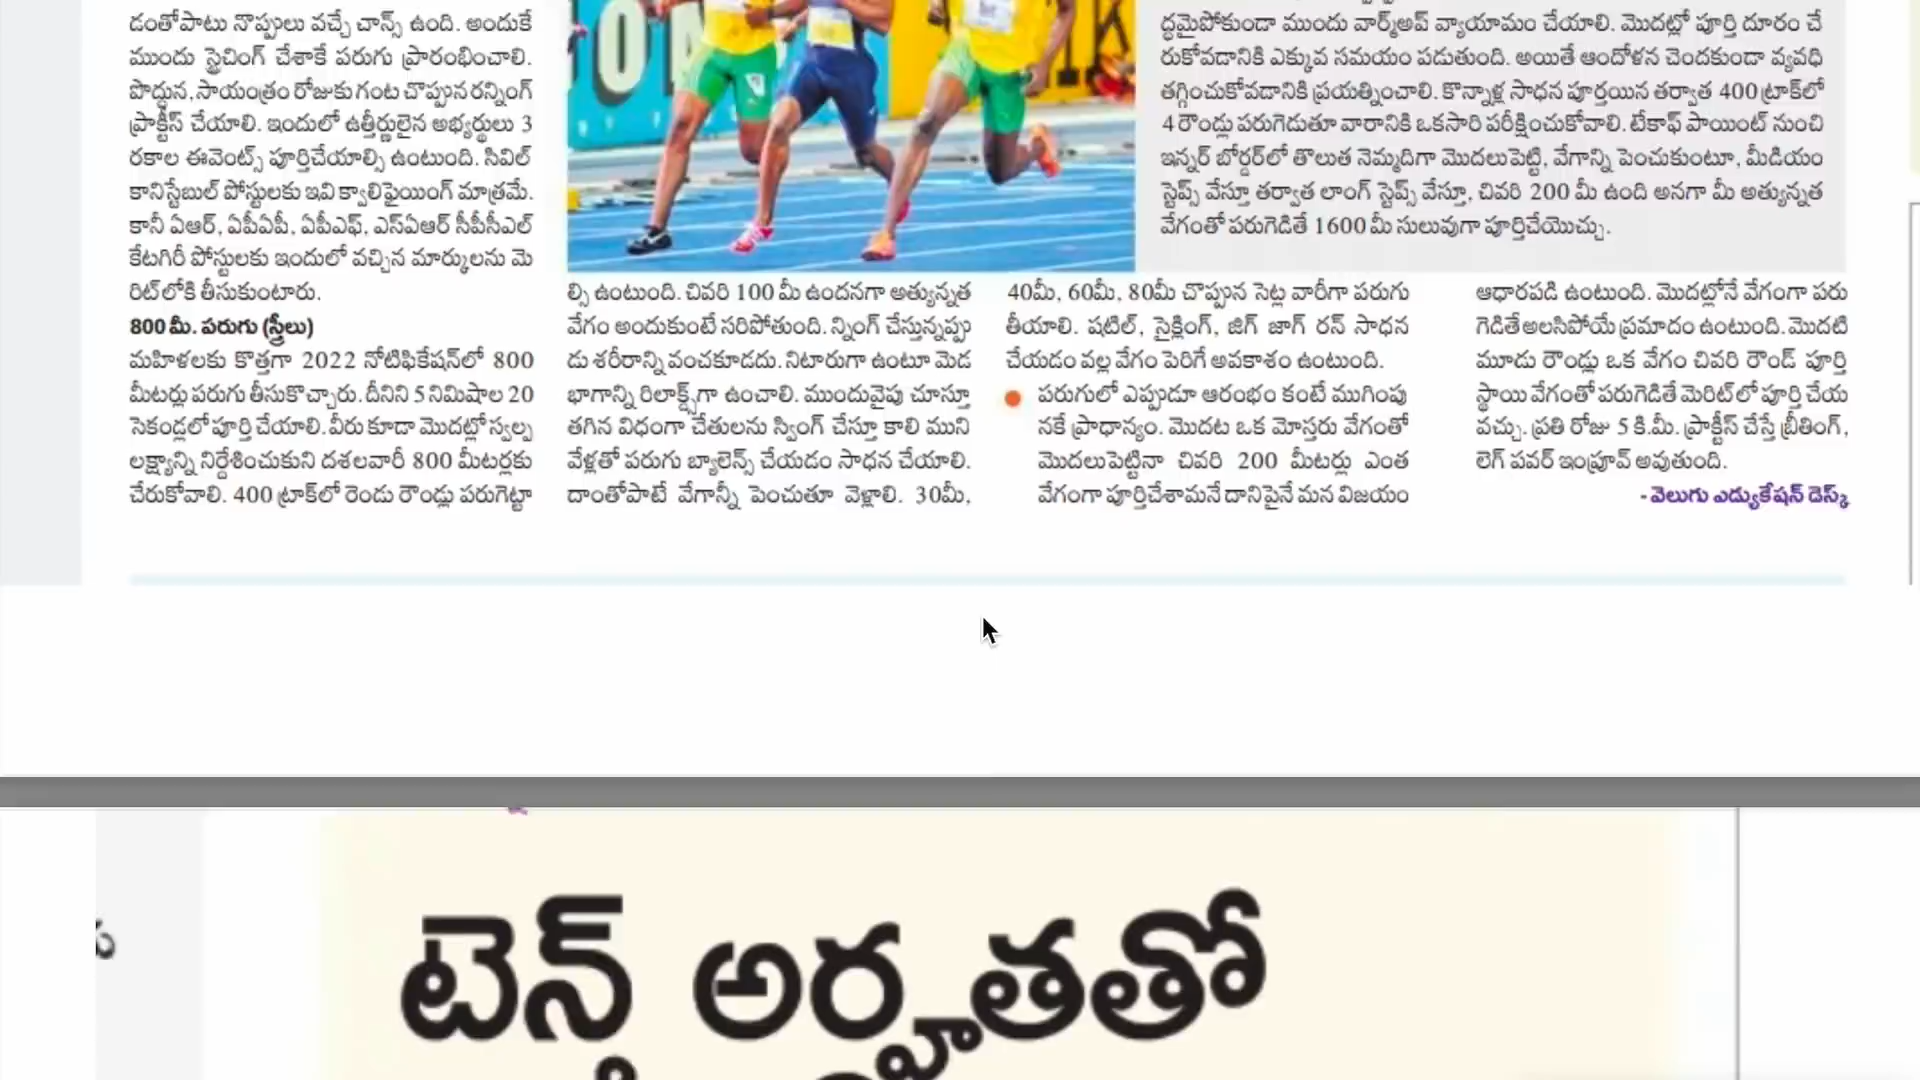 డంతోపాటు నొప్పులు వచ్చే చాన్స్ ఉంది. అందుకే
ముందు స్ట్రెచింగ్ చేశాకే పరుగు ప్రారంభించాలి.
పొద్దున, సాయంత్రం రోజుకు గంట చొప్పున రన్నింగ్
ప్రాక్టీస్ చేయాలి. ఇందులో ఉత్తీర్ణులైన అభ్యర్థులు 3
రకాల ఈవెంట్స్ పూర్తిచేయాల్సి ఉంటుంది. సివిల్
కానిస్టేబుల్ పోస్టులకు ఇవి క్వాలిఫైయింగ్ మాత్రమే.
కానీ ఏఆర్, ఏపీఏపీ, ఏపీఎఫ్, ఎస్ఏఆర్ సీపీసీఎల్
కేటగిరీ పోస్టులకు ఇందులో వచ్చిన మార్కులను మె
రిట్‌లోకి తీసుకుంటారు.
800 మీ. పరుగు (స్త్రీలు)
మహిళలకు కొత్తగా 2022 నోటిఫికేషన్‌లో 800
మీటర్లు పరుగు తీసుకొచ్చారు. దీనిని 5 నిమిషాల 20
సెకండ్లలో పూర్తి చేయాలి. వీరు కూడా మొదట్లో స్వల్ప
లక్ష్యాన్ని నిర్దేశించుకుని దశలవారీ 800 మీటర్లకు
చేరుకోవాలి. 400 ట్రాక్‌లో రెండు రౌండ్లు పరుగెట్టా
ల్సి ఉంటుంది. చివరి 100 మీ ఉందనగా అత్యున్నత
వేగం అందుకుంటే సరిపోతుంది. న్నింగ్ చేస్తున్నప్పు
డు శరీరాన్ని వంచకూడదు. నిటారుగా ఉంటూ మెడ
భాగాన్ని రిలాక్స్‌గా ఉంచాలి. ముందువైపు చూస్తూ
తగిన విధంగా చేతులను స్వింగ్ చేస్తూ కాలి ముని
వేళ్లతో పరుగు బ్యాలెన్స్ చేయడం సాధన చేయాలి.
దాంతోపాటే వేగాన్నీ పెంచుతూ వెళ్లాలి. 30మీ,
40మీ, 60మీ, 80మీ చొప్పున సెట్ల వారీగా పరుగు
తీయాలి. షటిల్, సైక్లింగ్, జిగ్ జాగ్ రన్ సాధన
చేయడం వల్ల వేగం పెరిగే అవకాశం ఉంటుంది.
పరుగులో ఎప్పుడూ ఆరంభం కంటే ముగింపు
నకే ప్రాధాన్యం. మొదట ఒక మోస్తరు వేగంతో
మొదలుపెట్టినా చివరి 200 మీటర్లు ఎంత
వేగంగా పూర్తిచేశామనే దానిపైనే మన విజయం
ఆధారపడి ఉంటుంది. మొదట్లోనే వేగంగా పరు
గెడితే అలసిపోయే ప్రమాదం ఉంటుంది. మొదటి
మూడు రౌండ్లు ఒక వేగం చివరి రౌండ్ పూర్తి
స్థాయి వేగంతో పరుగెడితే మెరిట్‌లో పూర్తి చేయ
వచ్చు. ప్రతి రోజు 5 కి.మీ. ప్రాక్టీస్ చేస్తే బ్రీతింగ్,
లెగ్ పవర్ ఇంప్రూవ్ అవుతుంది.
- వెలుగు ఎడ్యుకేషన్ డెస్క్
ద్ధమైపోకుండా ముందు వార్మ్‌అప్ వ్యాయామం చేయాలి. మొదట్లో పూర్తి దూరం చే
రుకోవడానికి ఎక్కువ సమయం పడుతుంది. అయితే ఆందోళన చెందకుండా వ్యవధి
తగ్గించుకోవడానికి ప్రయత్నించాలి. కొన్నాళ్ల సాధన పూర్తయిన తర్వాత 400 ట్రాక్‌లో
4 రౌండ్లు పరుగెడుతూ వారానికి ఒకసారి పరీక్షించుకోవాలి. టేకాఫ్ పాయింట్ నుంచి
ఇన్నర్ బోర్డర్‌లో తొలుత నెమ్మదిగా మొదలుపెట్టి, వేగాన్ని పెంచుకుంటూ, మీడియం
స్టెప్స్ వేస్తూ తర్వాత లాంగ్ స్టెప్స్ వేస్తూ, చివరి 200 మీ ఉంది అనగా మీ అత్యున్నత
వేగంతో పరుగెడితే 1600 మీ సులువుగా పూర్తిచేయొచ్చు.
టెన్త్ అర్హతతో